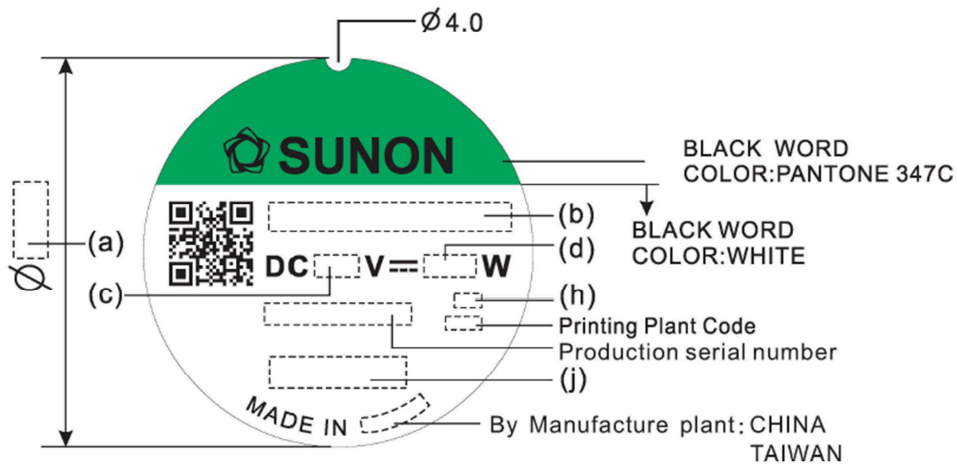 Ø4.0
SUNON
BLACK WORD
COLOR:PANTONE 347C
BLACK WORD
COLOR:WHITE
Ø
(a)
(b)
(c)
(d)
DC V W
(h)
Printing Plant Code
Production serial number
(j)
MADE IN
By Manufacture plant: CHINA
TAIWAN